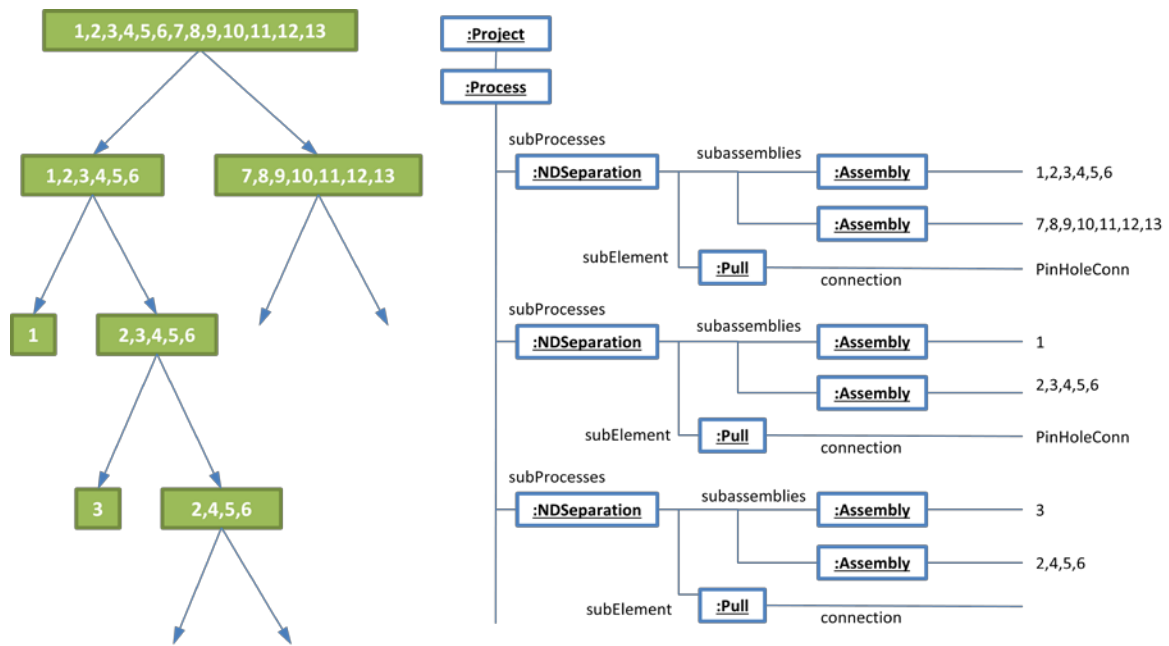 1,2,3,4,5,6,7,8,9,10,11,12,13
1,2,3,4,5,6
7,8,9,10,11,12,13
1
2,3,4,5,6
3
2,4,5,6
:Project
:Process
subProcesses
:NDSeparation
subassemblies
:Assembly
1,2,3,4,5,6
:Assembly
7,8,9,10,11,12,13
subElement
:Pull
connection
PinHoleConn
subProcesses
:NDSeparation
subassemblies
:Assembly
1
:Assembly
2,3,4,5,6
subElement
:Pull
connection
PinHoleConn
subProcesses
:NDSeparation
subassemblies
:Assembly
3
:Assembly
2,4,5,6
subElement
:Pull
connection